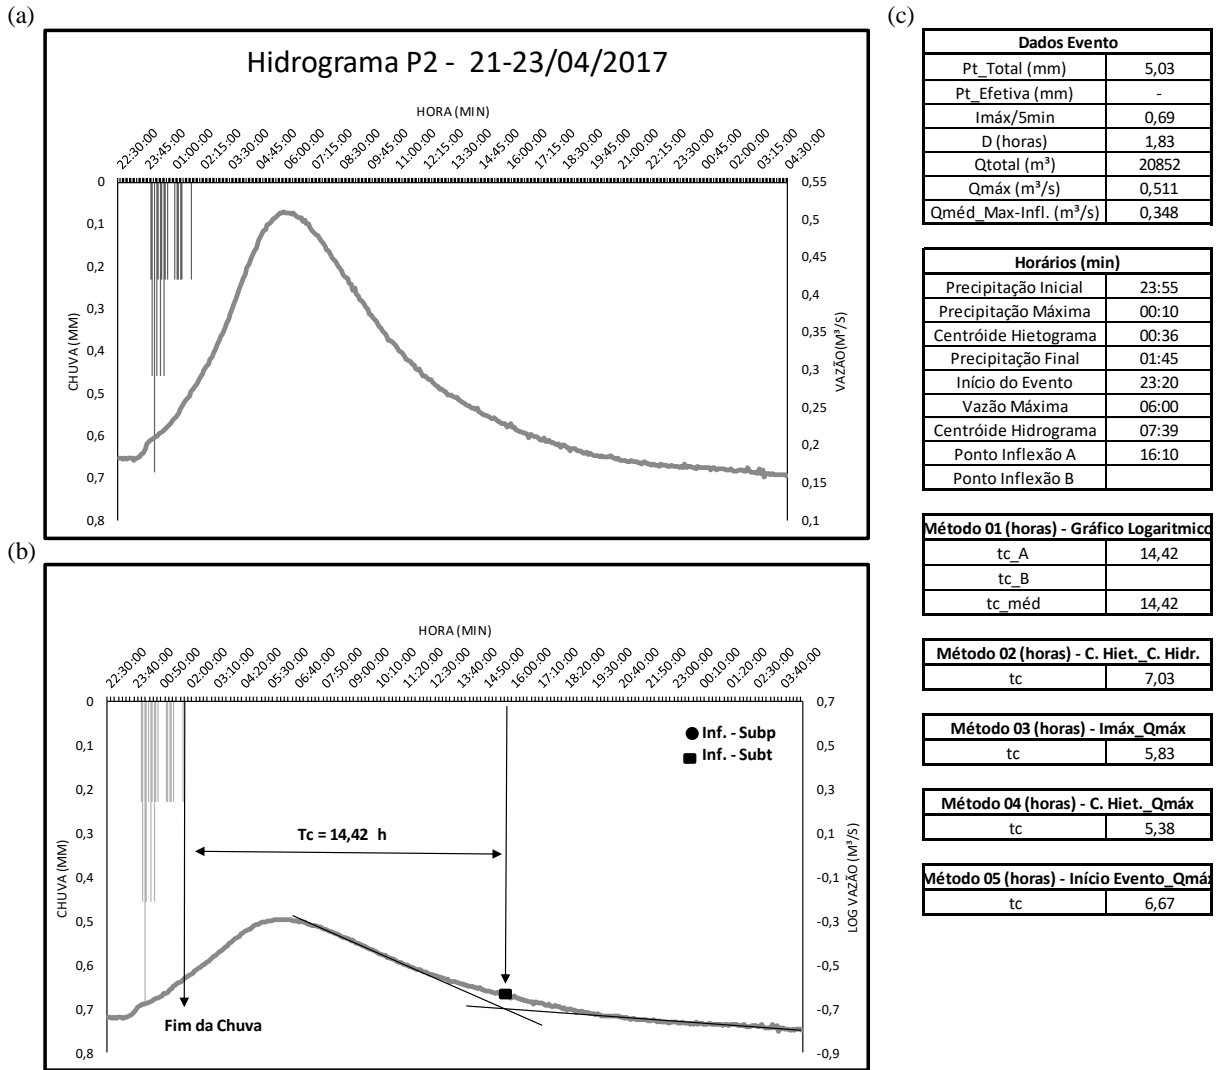 (a)
Hidrograma P2 - 21-23/04/2017
HORA (MIN)
22:30:00 23:45:00 01:00:00 02:15:00 03:30:00 04:45:00 06:00:00 07:15:00 08:30:00 09:45:00 11:00:00 12:15:00 13:30:00 14:45:00 16:00:00 17:15:00 18:30:00 19:45:00 21:00:00 22:15:00 23:30:00 00:45:00 02:00:00 03:15:00 04:30:00
CHUVA (MM)
0
0,1
0,2
0,3
0,4
0,5
0,6
0,7
0,8
0,55
0,5
0,45
0,4
0,35
0,3
0,25
0,2
0,15
0,1
VAZÃO(M³/S)
(b)
HORA (MIN)
22:30:00 23:40:00 00:50:00 02:00:00 03:10:00 04:20:00 05:30:00 06:40:00 07:50:00 09:00:00 10:10:00 11:20:00 12:30:00 13:40:00 14:50:00 16:00:00 17:10:00 18:20:00 19:30:00 20:40:00 21:50:00 23:00:00 00:10:00 01:20:00 02:30:00 03:40:00
CHUVA (MM)
0
0,1
0,2
0,3
0,4
0,5
0,6
0,7
0,8
0,7
0,5
0,3
0,1
-0,1
-0,3
-0,5
-0,7
-0,9
LOG VAZÃO (M³/S)
Inf. - Subp
Inf. - Subt
Tc = 14,42 h
Fim da Chuva
(c)
Dados Evento
Pt_Total (mm) 5,03
Pt_Efetiva (mm) -
Imáx/5min 0,69
D (horas) 1,83
Qtotal (m³) 20852
Qmáx (m³/s) 0,511
Qméd_Max-Infl. (m³/s) 0,348
Horários (min)
Precipitação Inicial 23:55
Precipitação Máxima 00:10
Centróide Hietograma 00:36
Precipitação Final 01:45
Início do Evento 23:20
Vazão Máxima 06:00
Centróide Hidrograma 07:39
Ponto Inflexão A 16:10
Ponto Inflexão B
Método 01 (horas) - Gráfico Logaritmico
tc_A 14,42
tc_B
tc_méd 14,42
Método 02 (horas) - C. Hiet._C. Hidr.
tc 7,03
Método 03 (horas) - Imáx_Qmáx
tc 5,83
Método 04 (horas) - C. Hiet._Qmáx
tc 5,38
Método 05 (horas) - Início Evento_Qmáx
tc 6,67